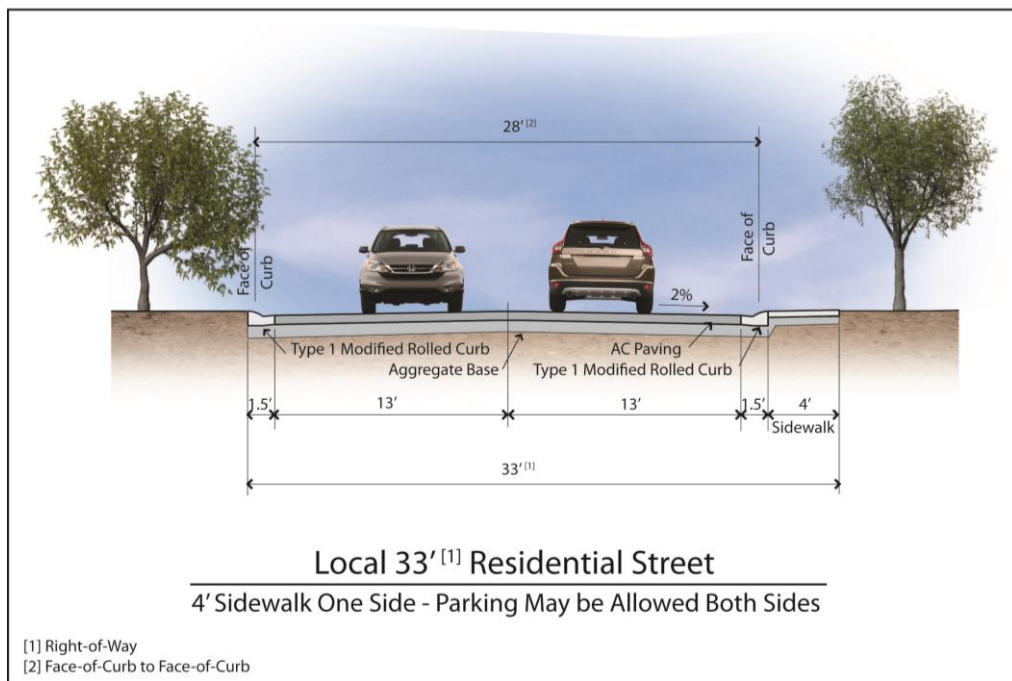 28' [2]
Face of
Curb
Face of
Curb
2%
Type 1 Modified Rolled Curb
Aggregate Base
AC Paving
Type 1 Modified Rolled Curb
1.5'
13'
13'
1.5'
4'
Sidewalk
33' [1]
Local 33' [1] Residential Street
4' Sidewalk One Side - Parking May be Allowed Both Sides
[1] Right-of-Way
[2] Face-of-Curb to Face-of-Curb